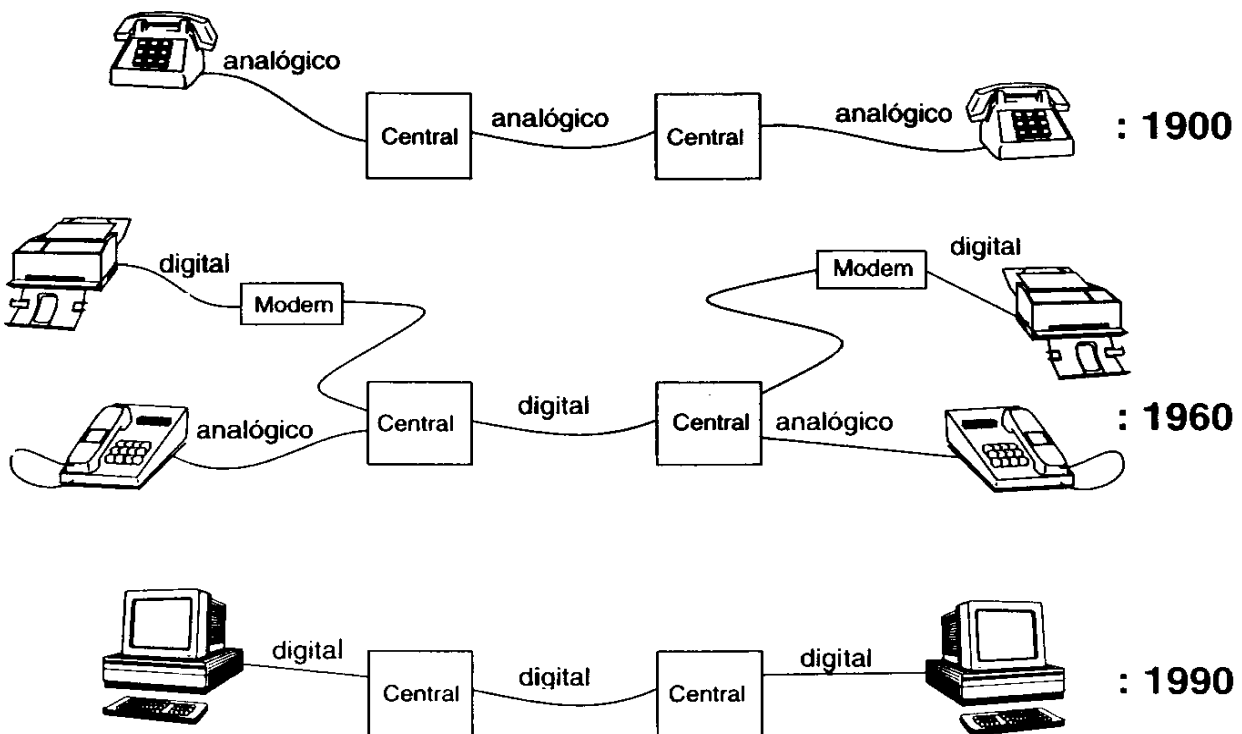 analógico
Central
analógico
Central
analógico
: 1900
digital
Modem
Modem
digital
analógico
Central
digital
Central
analógico
: 1960
digital
Central
digital
Central
digital
: 1990